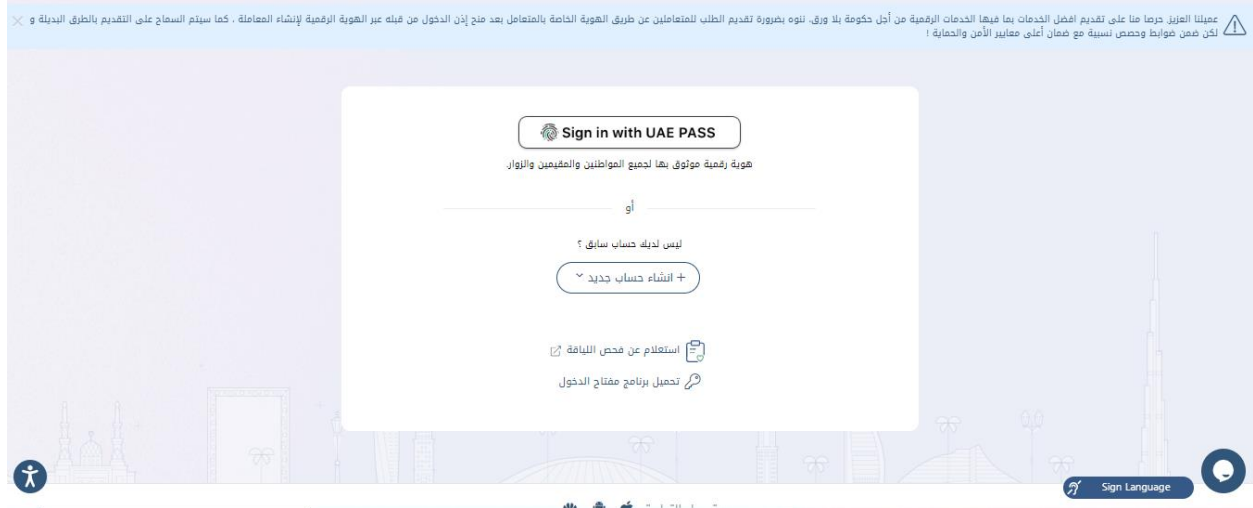 عميلنا العزيز. حرصا منا على تقديم افضل الخدمات بما فيها الخدمات الرقمية من أجل حكومة بلا ورق. ننوه بضرورة تقديم الطلب للمتعاملين عن طريق الهوية الخاصة بالمتعامل بعد منح إذن الدخول من قبله عبر الهوية الرقمية لإنشاء المعاملة . كما سيتم السماح على التقديم بالطرق البديلة و
لكن ضمن ضوابط وحصص نسبية مع ضمان أعلى معايير الأمن والحماية !
Sign in with UAE PASS
هوية رقمية موثوق بها لجميع المواطنين والمقيمين والزوار.
أو
ليس لديك حساب سابق ؟
+ انشاء حساب جديد
استعلام عن فحص اللياقة
تحميل برنامج مفتاح الدخول
Sign Language